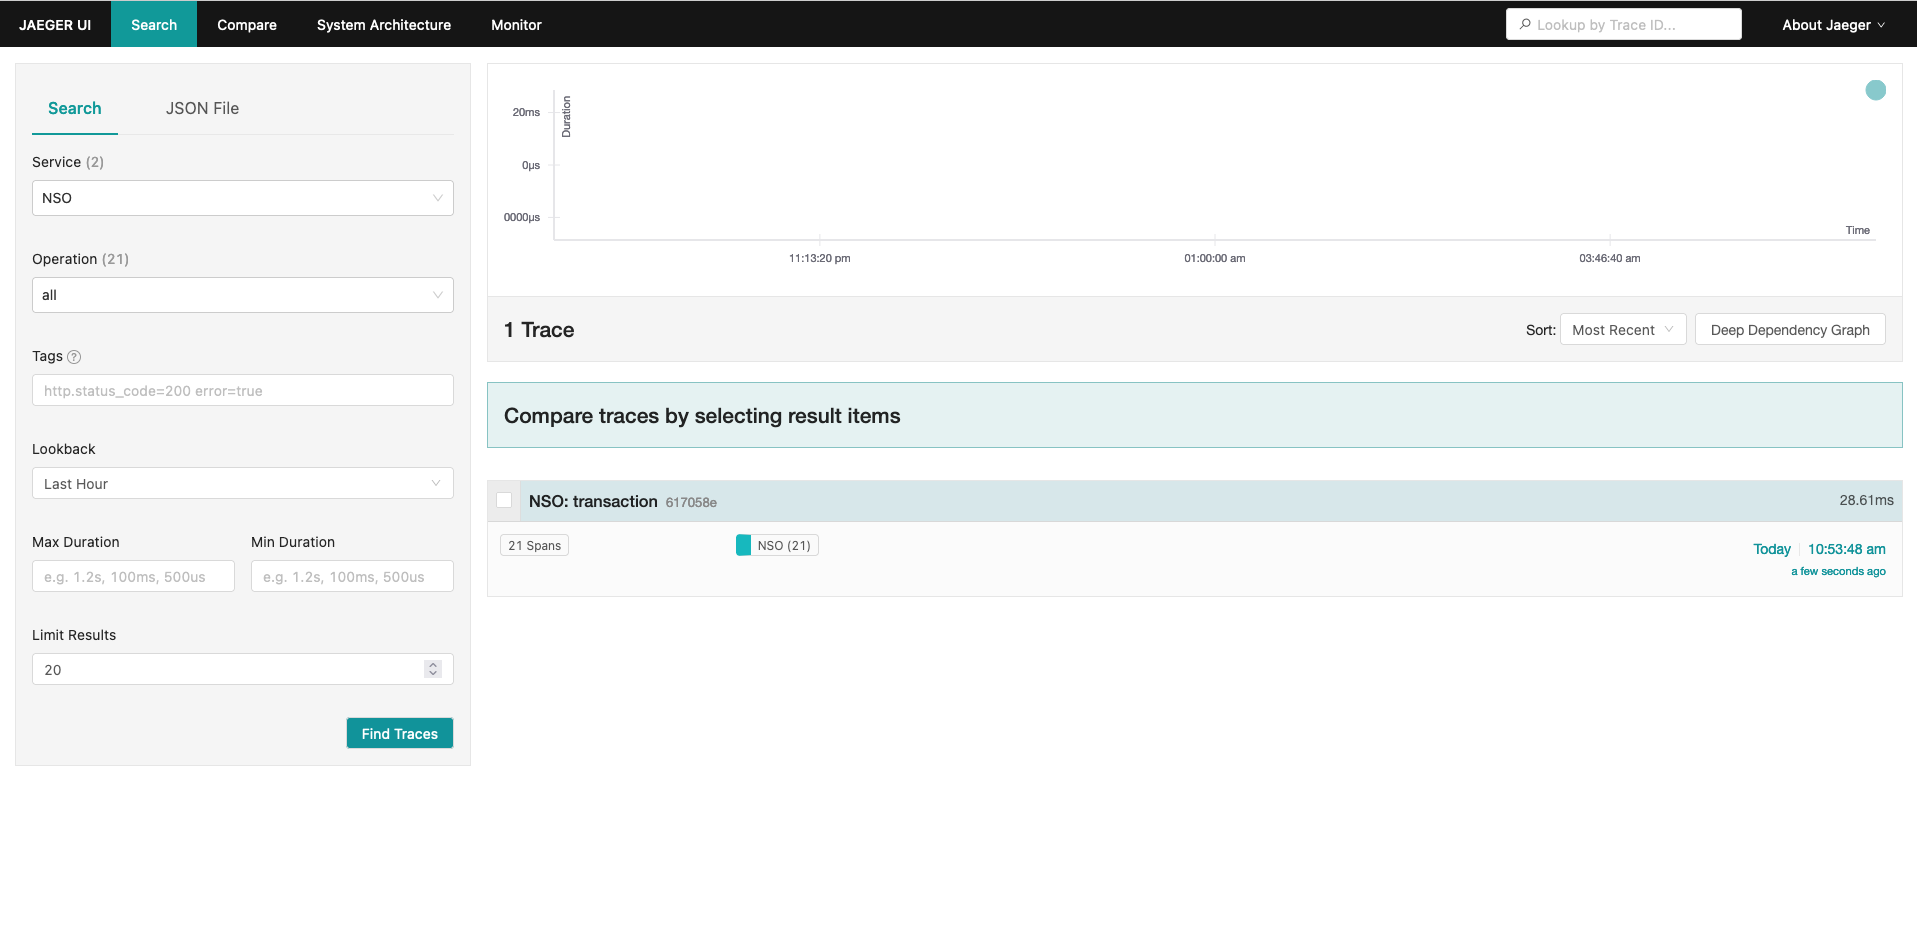 JAEGER UI Search Compare System Architecture Monitor Lookup by Trace ID... About Jaeger
Search JSON File
Service (2)
NSO
Operation (21)
all
Tags ?
http.status_code=200 error=true
Lookback
Last Hour
Max Duration Min Duration
e.g. 1.2s, 100ms, 500us e.g. 1.2s, 100ms, 500us
Limit Results
20
Find Traces
Duration
20ms
0μs
0000μs
Time
11:13:20 pm 01:00:00 am 03:46:40 am
1 Trace Sort: Most Recent Deep Dependency Graph
Compare traces by selecting result items
NSO: transaction 617058e 28.61ms
21 Spans NSO (21) Today 10:53:48 am
a few seconds ago